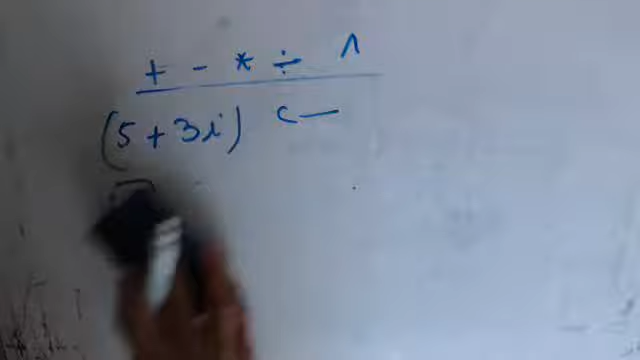 + - * ÷ ^
(5 + 3i) c —